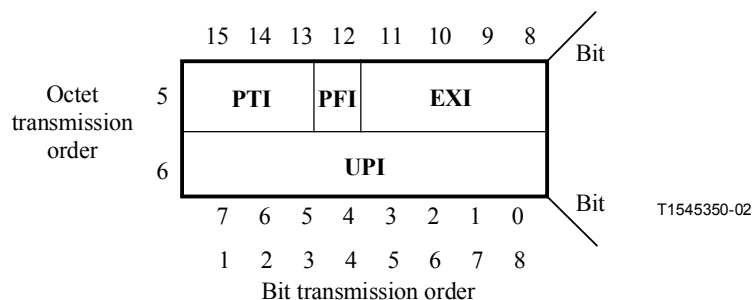 15 14 13 12 11 10 9 8
Bit
Octet
transmission
order
5
PTI PFI EXI
6
UPI
Bit
T1545350-02
7 6 5 4 3 2 1 0
1 2 3 4 5 6 7 8
Bit transmission order